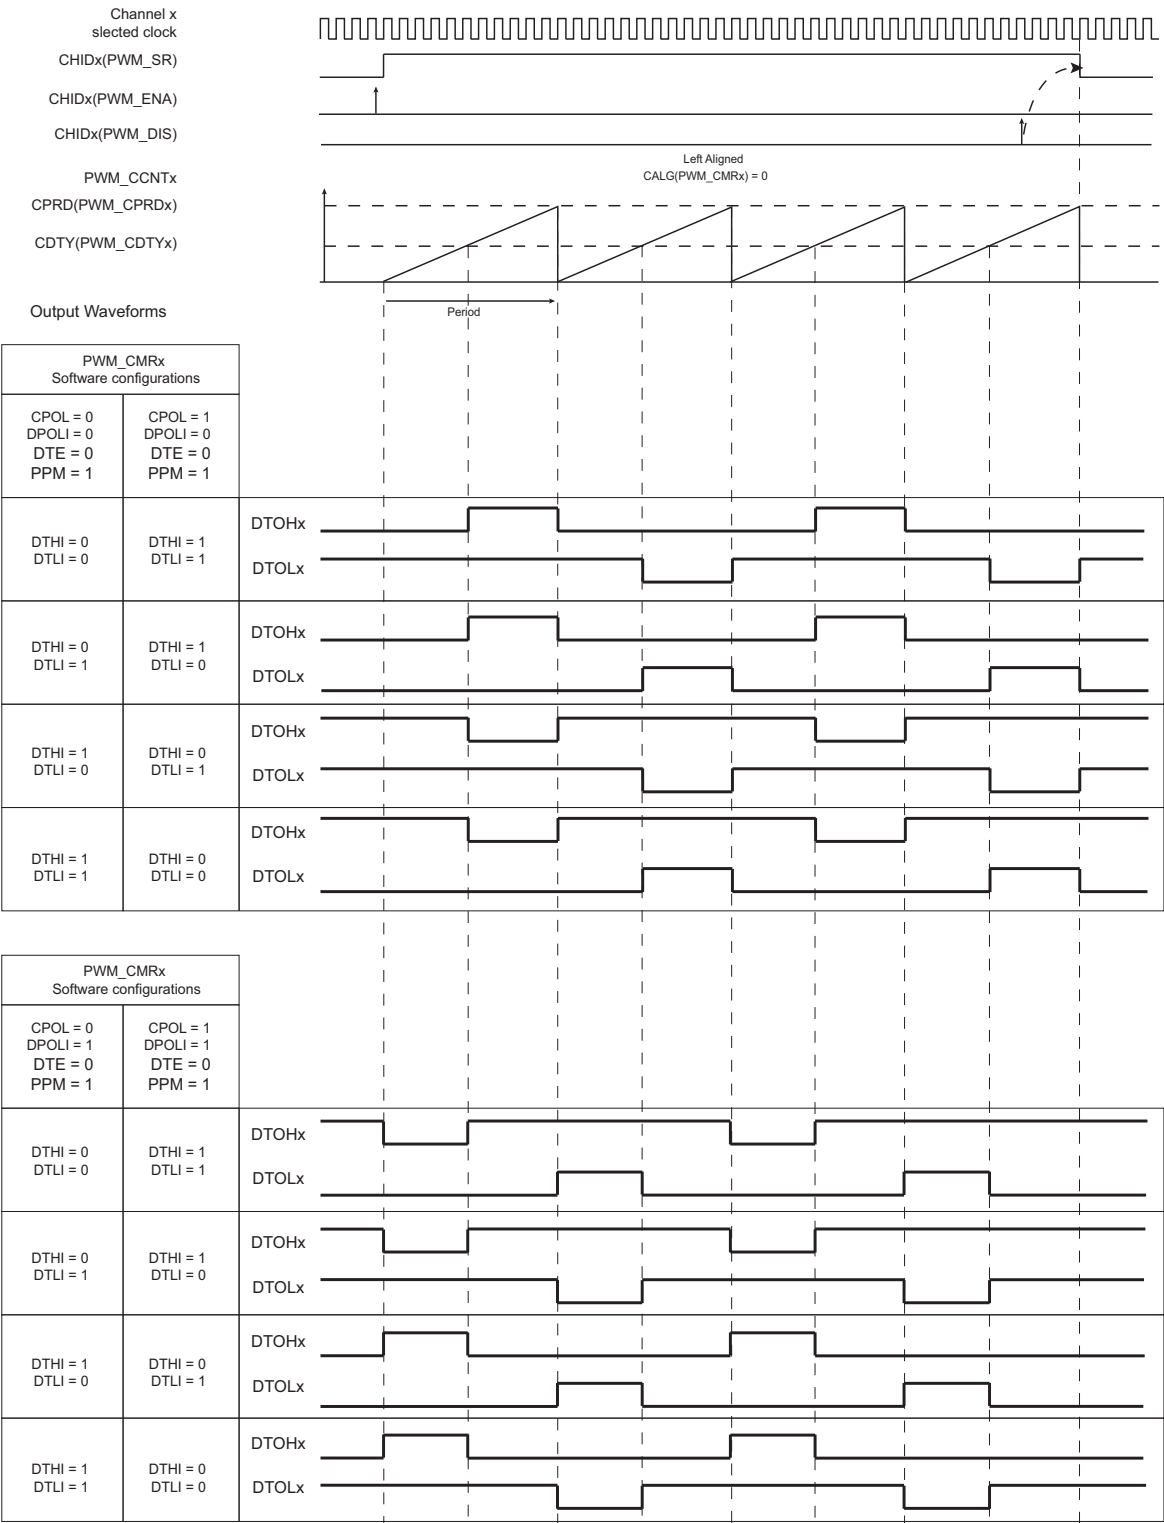 Channel x
slected clock
CHIDx(PWM_SR)
CHIDx(PWM_ENA)
CHIDx(PWM_DIS)
Left Aligned
CALG(PWM_CMRx) = 0
PWM_CCNTx
CPRD(PWM_CPRDx)
CDTY(PWM_CDTYx)
Output Waveforms
Period
PWM_CMRx
Software configurations
CPOL = 0
DPOLI = 0
DTE = 0
PPM = 1
CPOL = 1
DPOLI = 0
DTE = 0
PPM = 1
DTHI = 0
DTLI = 0
DTHI = 1
DTLI = 1
DTOHx
DTOLx
DTHI = 0
DTLI = 1
DTHI = 1
DTLI = 0
DTOHx
DTOLx
DTHI = 1
DTLI = 0
DTHI = 0
DTLI = 1
DTOHx
DTOLx
DTHI = 1
DTLI = 1
DTHI = 0
DTLI = 0
DTOHx
DTOLx
PWM_CMRx
Software configurations
CPOL = 0
DPOLI = 1
DTE = 0
PPM = 1
CPOL = 1
DPOLI = 1
DTE = 0
PPM = 1
DTHI = 0
DTLI = 0
DTHI = 1
DTLI = 1
DTOHx
DTOLx
DTHI = 0
DTLI = 1
DTHI = 1
DTLI = 0
DTOHx
DTOLx
DTHI = 1
DTLI = 0
DTHI = 0
DTLI = 1
DTOHx
DTOLx
DTHI = 1
DTLI = 1
DTHI = 0
DTLI = 0
DTOHx
DTOLx